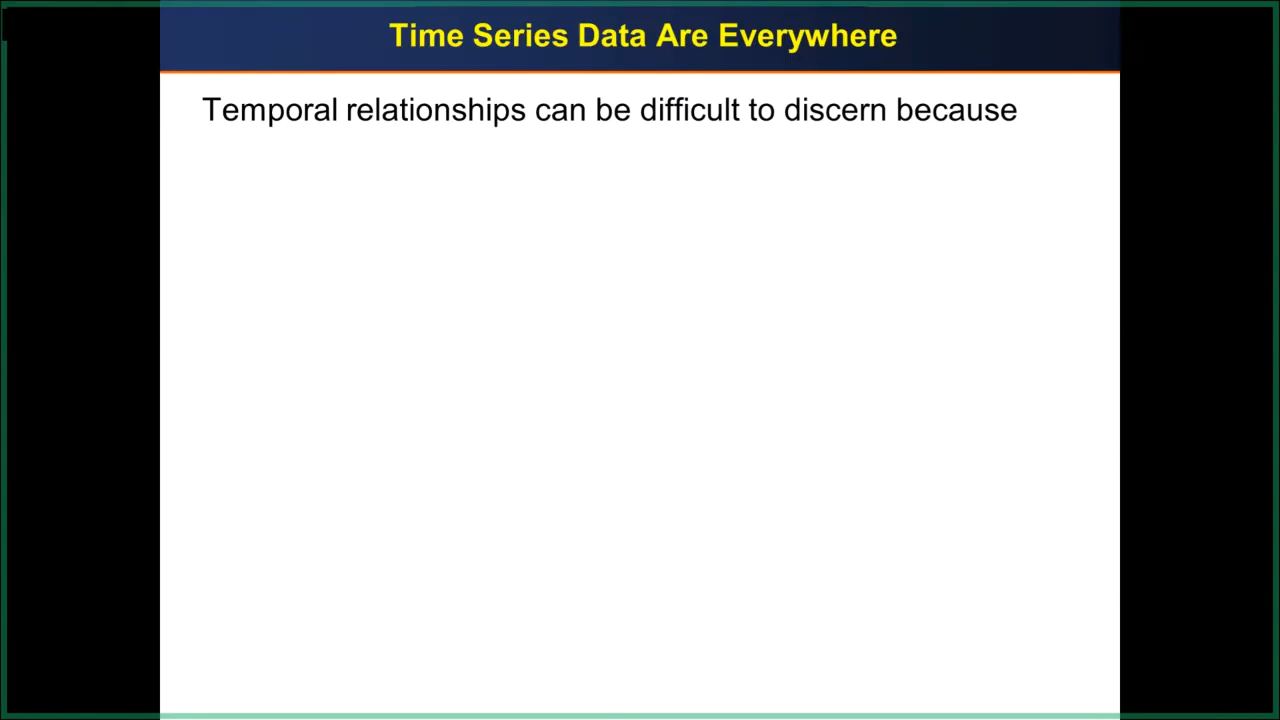 Time Series Data Are Everywhere
Temporal relationships can be difficult to discern because